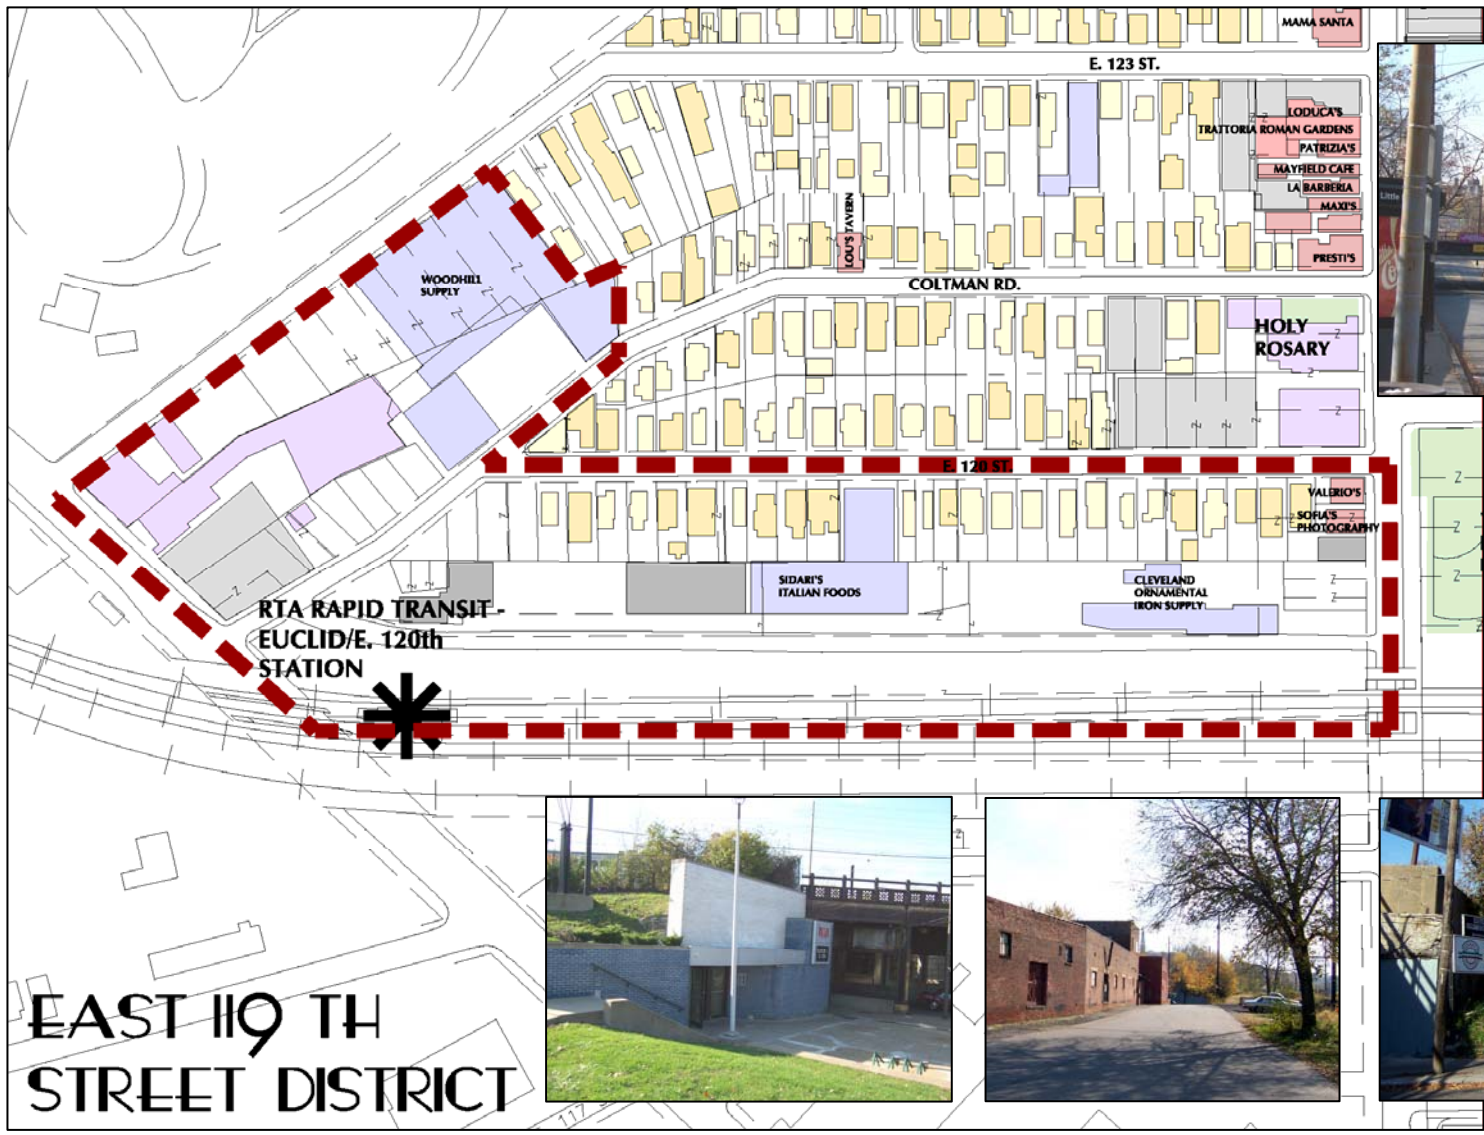 MAMA SANTA
E. 123 ST.
LODUCA'S
TRATTORIA ROMAN GARDENS
PATRIZIA'S
MAYFIELD CAFE
LA BARBERIA
MAXI'S
PRESTI'S
Little
LOU'S TAVERN
WOODHILL
SUPPLY
COLTMAN RD.
HOLY
ROSARY
E. 120 ST.
VALERIO'S
SOFIA'S
PHOTOGRAPHY
SIDARI'S
ITALIAN FOODS
CLEVELAND
ORNAMENTAL
IRON SUPPLY
RTA RAPID TRANSIT -
EUCLID/E. 120th
STATION
EAST 119 TH
STREET DISTRICT
117